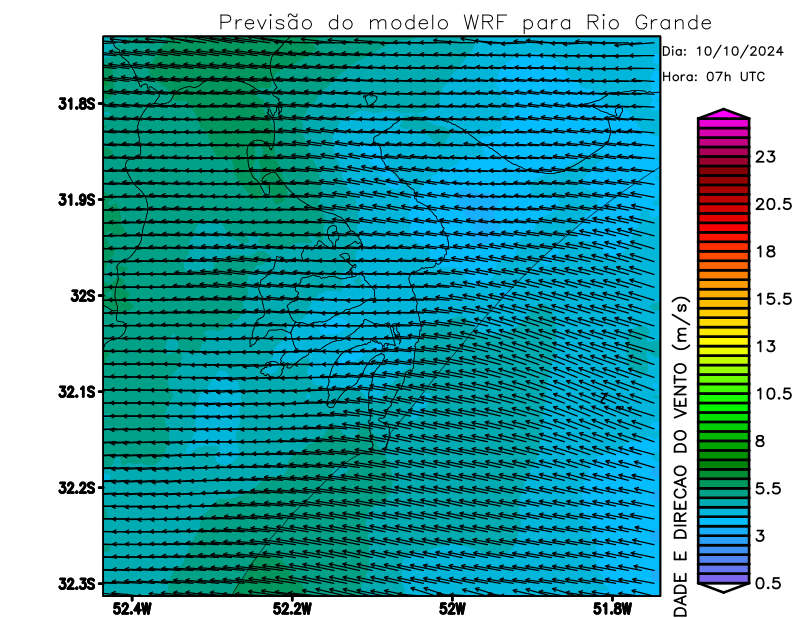 Previsão do modelo WRF para Rio Grande
Dia: 10/10/2024
Hora: 07h UTC
31.8S
31.9S
32S
32.1S
32.2S
32.3S
52.4W
52.2W
52W
51.8W
23
20.5
18
15.5
13
10.5
8
5.5
3
0.5
DADE E DIRECAO DO VENTO (m/s)